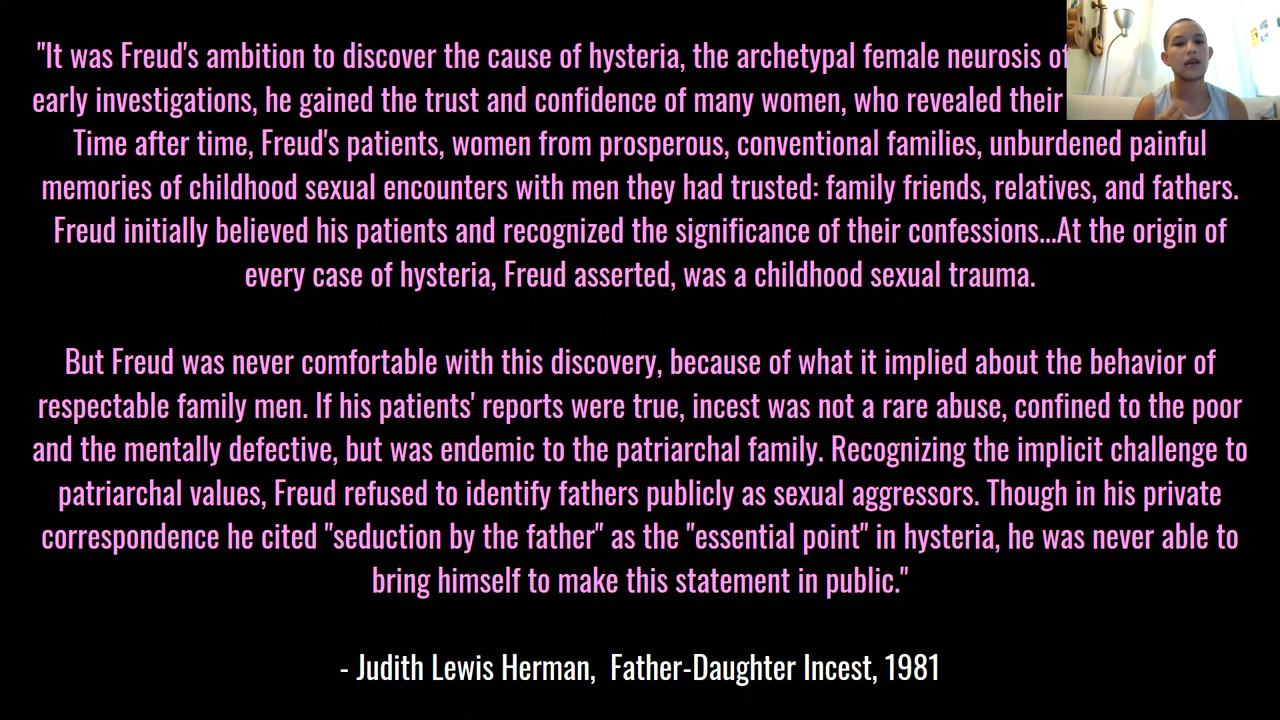 "It was Freud's ambition to discover the cause of hysteria, the archetypal female neurosis of
early investigations, he gained the trust and confidence of many women, who revealed their
Time after time, Freud's patients, women from prosperous, conventional families, unburdened painful
memories of childhood sexual encounters with men they had trusted: family friends, relatives, and fathers.
Freud initially believed his patients and recognized the significance of their confessions...At the origin of
every case of hysteria, Freud asserted, was a childhood sexual trauma.
But Freud was never comfortable with this discovery, because of what it implied about the behavior of
respectable family men. If his patients' reports were true, incest was not a rare abuse, confined to the poor
and the mentally defective, but was endemic to the patriarchal family. Recognizing the implicit challenge to
patriarchal values, Freud refused to identify fathers publicly as sexual aggressors. Though in his private
correspondence he cited "seduction by the father" as the "essential point" in hysteria, he was never able to
bring himself to make this statement in public."
- Judith Lewis Herman, Father-Daughter Incest, 1981